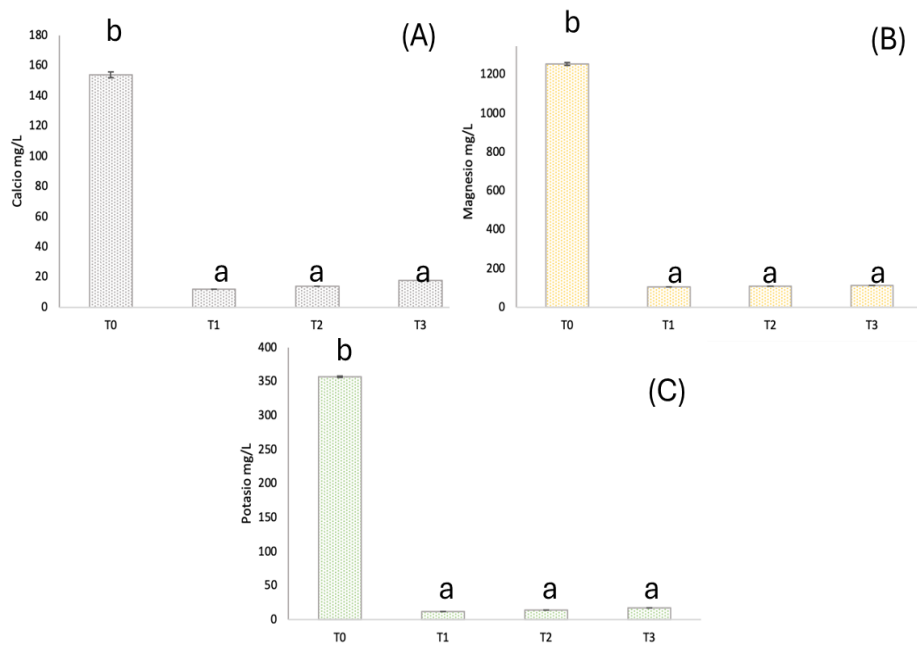 b
(A)
180
160
140
120
100
80
60
40
20
0
Calcio mg/L
a
a
a
T0
T1
T2
T3
b
(B)
1200
1000
800
600
400
200
0
Magnesio mg/L
a
a
a
T0
T1
T2
T3
b
(C)
400
350
300
250
200
150
100
50
0
Potasio mg/L
a
a
a
T0
T1
T2
T3